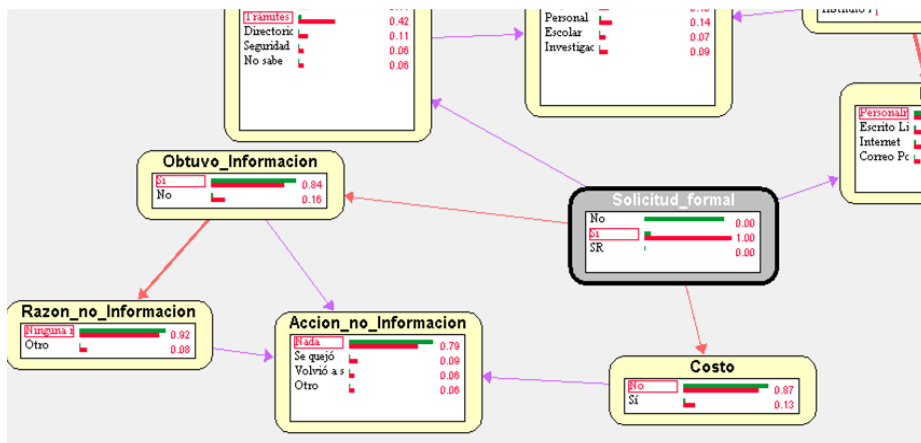 Trámites 0.42
Directoric 0.11
Seguridad 0.06
No sabe 0.06
Personal 0.14
Escolar 0.07
Investigac 0.09
Personalm
Escrito Li
Internet
Correo Po
Obtuvo_Informacion
Sí 0.84
No 0.16
Solicitud_formal
No 0.00
Sí 1.00
SR 0.00
Razon_no_Informacion
Ninguna r 0.92
Otro 0.08
Accion_no_Informacion
Nada 0.79
Se quejó 0.09
Volvió a s 0.06
Otro 0.06
Costo
No 0.87
Sí 0.13